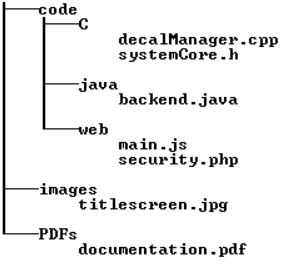 code
C
decalManager.cpp
systemCore.h
java
backend.java
web
main.js
security.php
images
titlescreen.jpg
PDFs
documentation.pdf